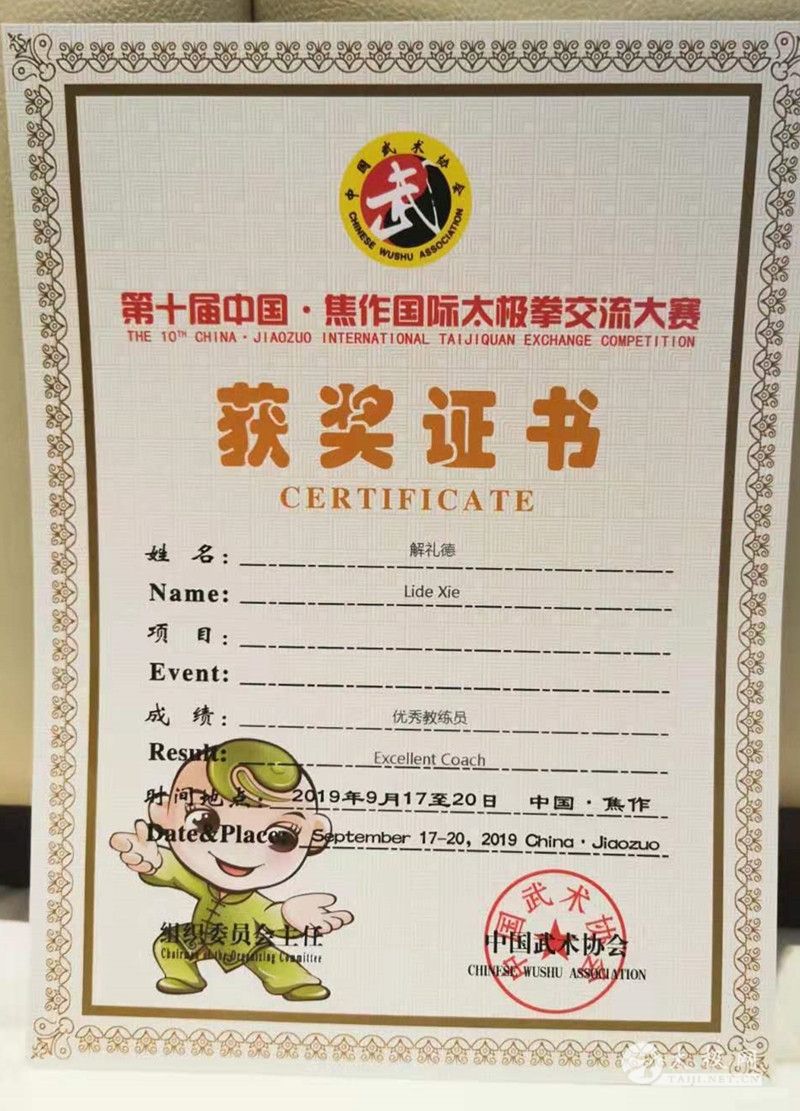 中国武术协会
CHINESE WUSHU ASSOCIATION
武
第十届中国·焦作国际太极拳交流大赛
THE 10TH CHINA·JIAOZUO INTERNATIONAL TAIJIQUAN EXCHANGE COMPETITION
获奖证书
CERTIFICATE
姓 名: 解礼德
Name: Lide Xie
项 目:
Event:
成 绩: 优秀教练员
Result: Excellent Coach
时间地点: 2019年9月17至20日 中国·焦作
Date&Place: September 17-20, 2019 China·Jiaozuo
组织委员会主任
Chairman of the Organizing Committee
中国武术协会
中国武术协会
CHINESE WUSHU ASSOCIATION
太极网
TAIJI.NET.CN